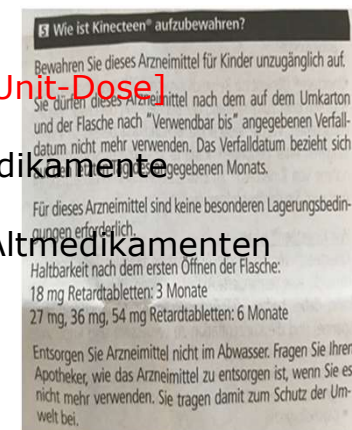 5 Wie ist Kinecteen® aufzubewahren?
Bewahren Sie dieses Arzneimittel für Kinder unzugänglich auf.
Unit-Dose]
Sie dürfen dieses Arzneimittel nach dem auf dem Umkarton
und der Flasche nach "Verwendbar bis" angegebenen Verfall-
datum nicht mehr verwenden. Das Verfalldatum bezieht sich
dikamente
letzten Tag des angegebenen Monats.
Für dieses Arzneimittel sind keine besonderen Lagerungsbedin-
gungen erforderlich.
Altmedikamenten
Haltbarkeit nach dem ersten Öffnen der Flasche:
18 mg Retardtabletten: 3 Monate
27 mg, 36 mg, 54 mg Retardtabletten: 6 Monate
Entsorgen Sie Arzneimittel nicht im Abwasser. Fragen Sie Ihren
Apotheker, wie das Arzneimittel zu entsorgen ist, wenn Sie es
nicht mehr verwenden. Sie tragen damit zum Schutz der Um-
welt bei.